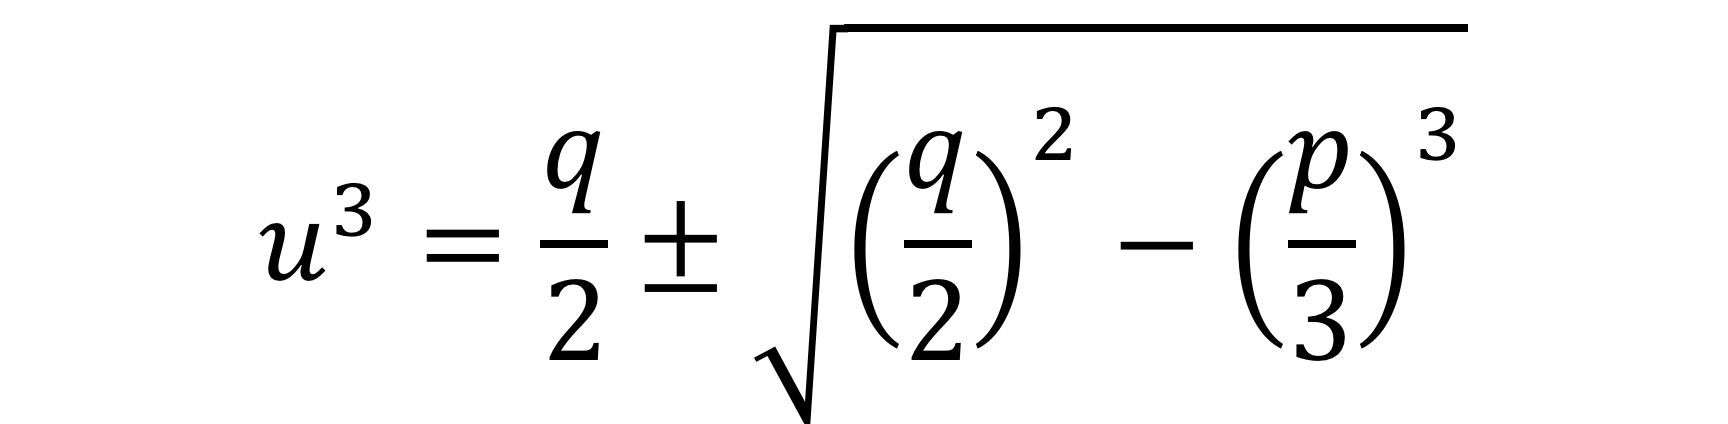 u³ = q/2 ± √((q/2)² − (p/3)³)